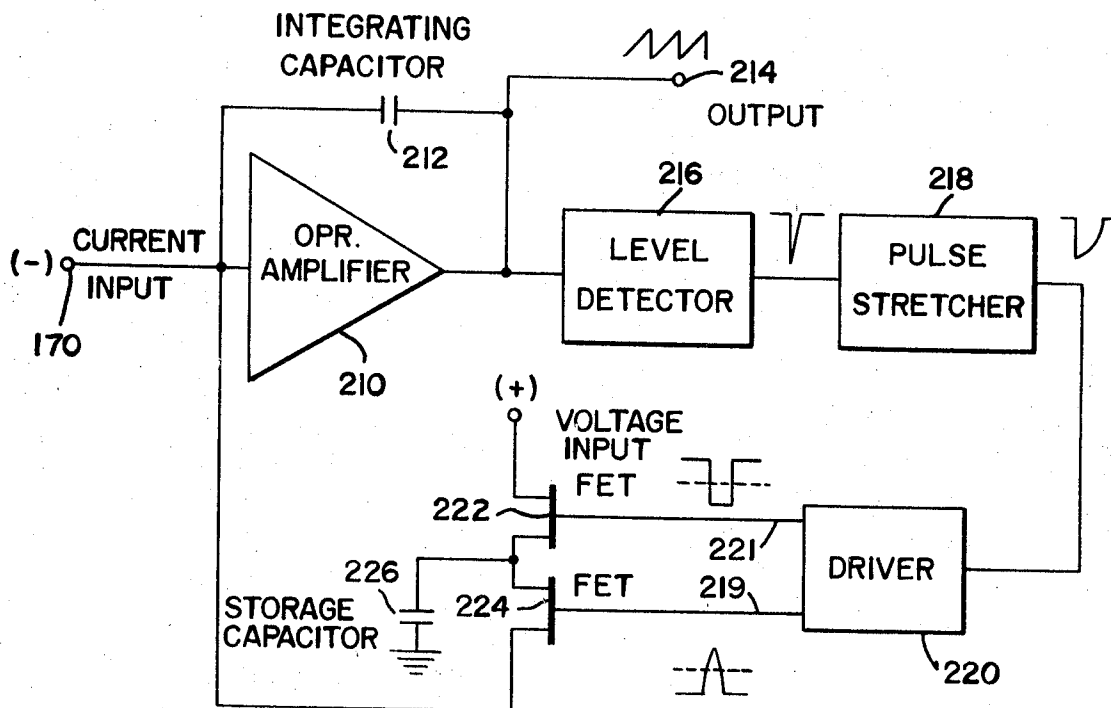 INTEGRATING
CAPACITOR
212
214
OUTPUT
(-)
CURRENT
INPUT
170
OPR.
AMPLIFIER
210
216
LEVEL
DETECTOR
218
PULSE
STRETCHER
(+)
VOLTAGE
INPUT
FET
222
221
DRIVER
220
226
STORAGE
CAPACITOR
224
FET
219